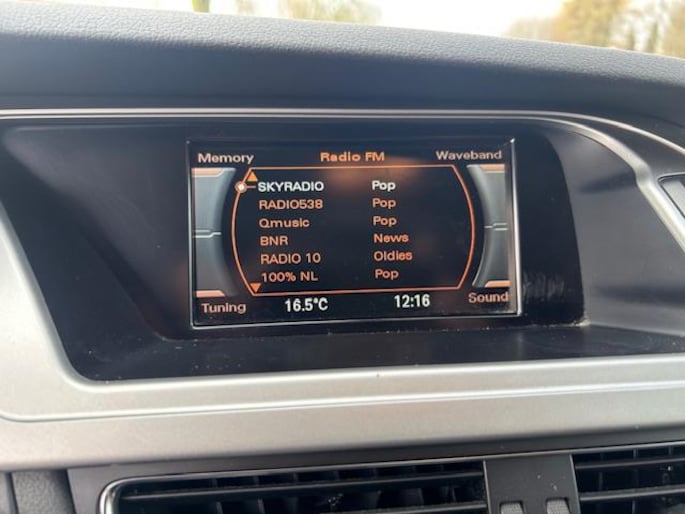 Memory Radio FM Waveband
SKYRADIO Pop
RADIO538 Pop
Qmusic Pop
BNR News
RADIO 10 Oldies
100% NL Pop
Tuning 16.5°C 12:16 Sound